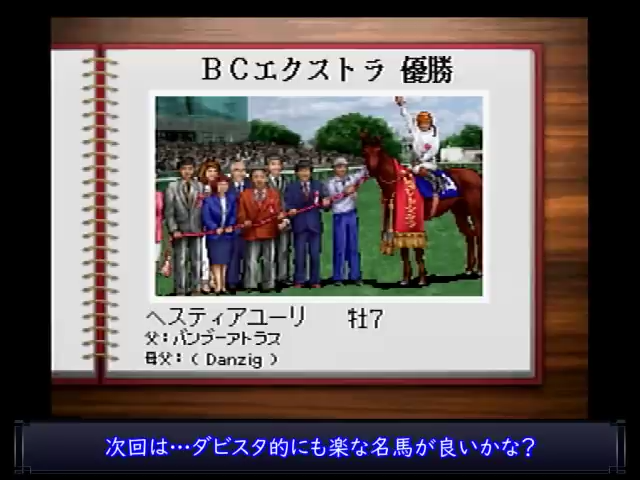 BCエクストラ 優勝
ヘスティアユーリ 牡7
父：バンブーアトラス
母父：( Danzig )
次回は…ダビスタ的にも楽な名馬が良いかな？